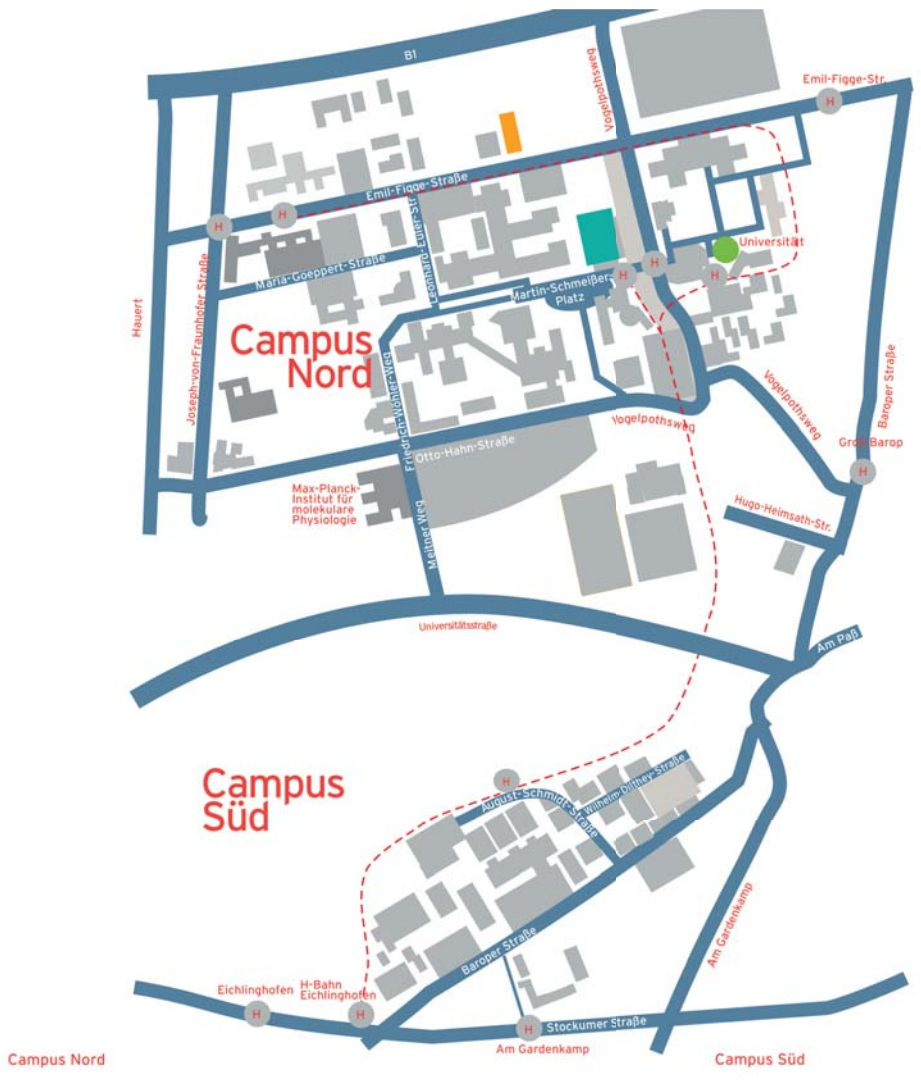 B1
Vogelpothsweg
Emil-Figge-Str.
H
Emil-Figge-Straße
H
H
Leonhard-Euler-Str.
Maria-Goeppert-Straße
Universität
H
H
H
Martin-Schmeißer
Platz
Hauert
Joseph-von-Fraunhofer Straße
Campus
Nord
Friedrich-Wöhler-Weg
Vogelpothsweg
Vogelpothsweg
Baroper Straße
Otto-Hahn-Straße
Groß Barop
H
Max-Planck-
Institut für
molekulare
Physiologie
Meitner Weg
Hugo-Heimsath-Str.
Universitätsstraße
Am Paß
Campus
Süd
H
August-Schmidt-Straße
Wilhelm-Dilthey-Straße
Am Gardenkamp
Baroper Straße
Eichlinghofen
H
H-Bahn
Eichlinghofen
H
H
Stockumer Straße
Am Gardenkamp
Campus Nord
Campus Süd